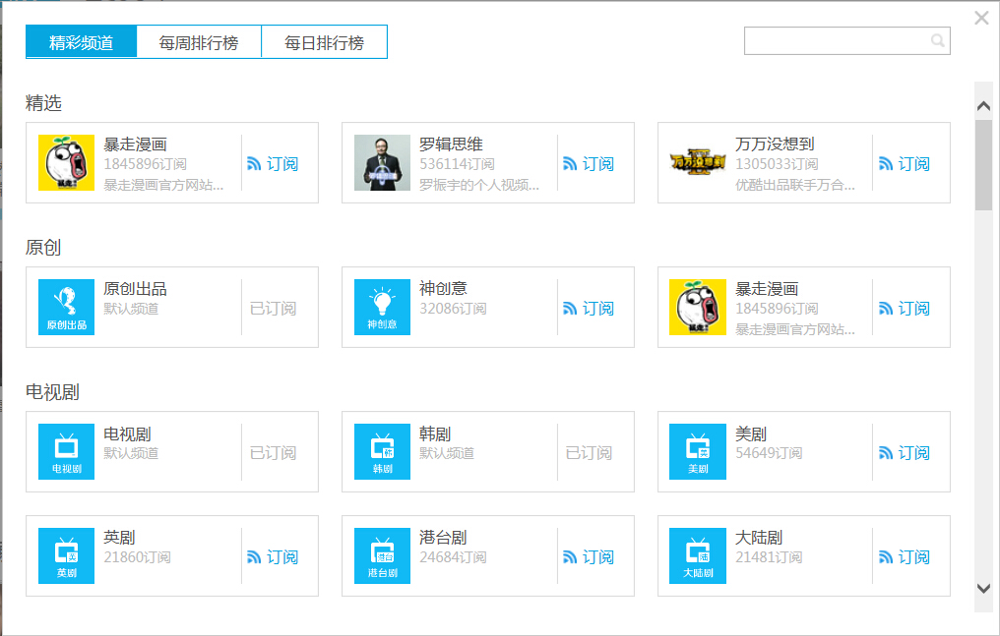 精彩频道
每周排行榜
每日排行榜
精选
暴走漫画
1845896订阅
暴走漫画官方网站...
订阅
罗辑思维
536114订阅
罗振宇的个人视频...
订阅
万万没想到
万万没想到
1305033订阅
优酷出品联手万合...
订阅
原创
原创出品
原创出品
默认频道
已订阅
神创意
神创意
32086订阅
订阅
暴走漫画
1845896订阅
暴走漫画官方网站...
订阅
电视剧
电视剧
电视剧
默认频道
已订阅
韩
韩剧
韩剧
默认频道
已订阅
英
美剧
美剧
54649订阅
订阅
英
英剧
英剧
21860订阅
订阅
港台
港台剧
港台剧
24684订阅
订阅
陆
大陆剧
大陆剧
21481订阅
订阅